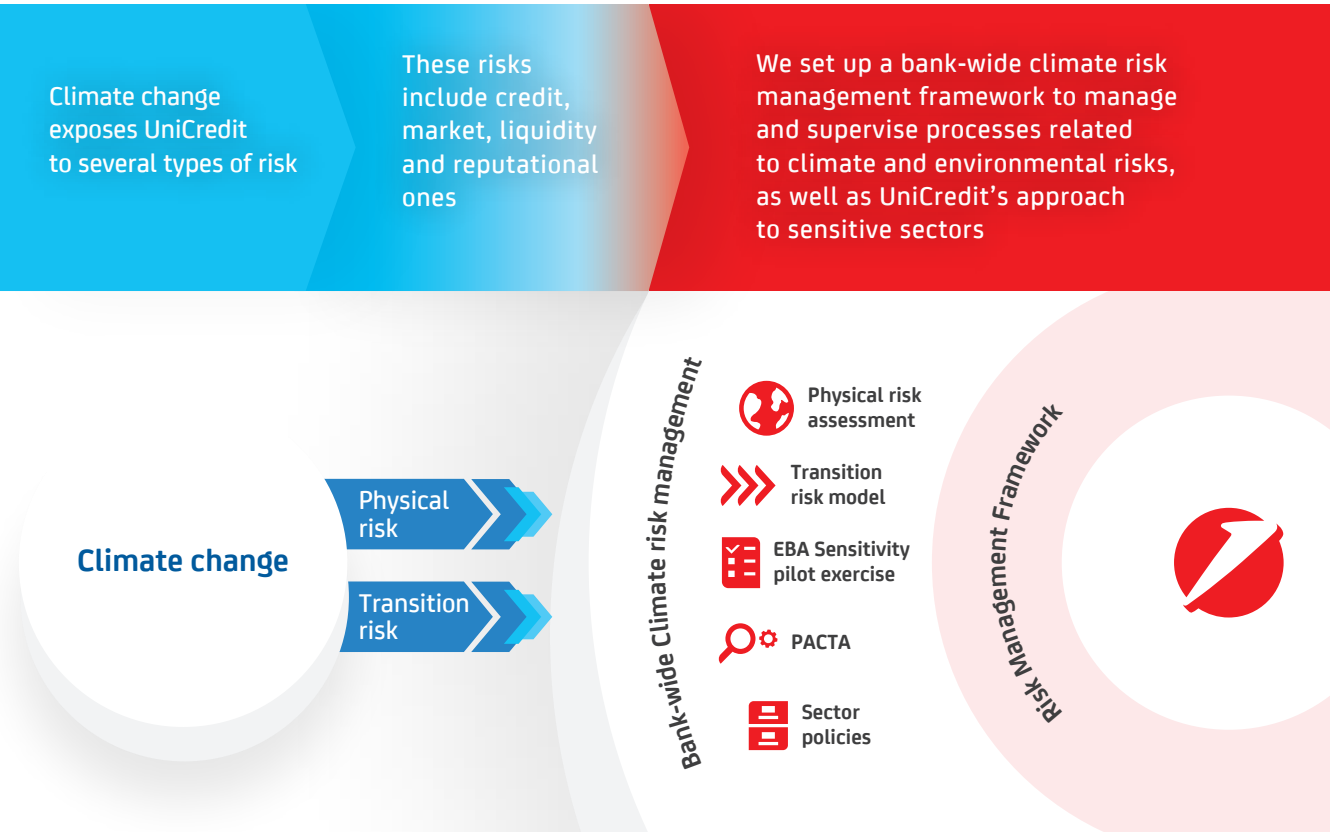 Climate change
exposes UniCredit
to several types of risk
These risks
include credit,
market, liquidity
and reputational
ones
We set up a bank-wide climate risk
management framework to manage
and supervise processes related
to climate and environmental risks,
as well as UniCredit’s approach
to sensitive sectors
Climate change
Physical
risk
Transition
risk
Bank-wide Climate risk management
Physical risk
assessment
Transition
risk model
EBA Sensitivity
pilot exercise
PACTA
Sector
policies
Risk Management Framework